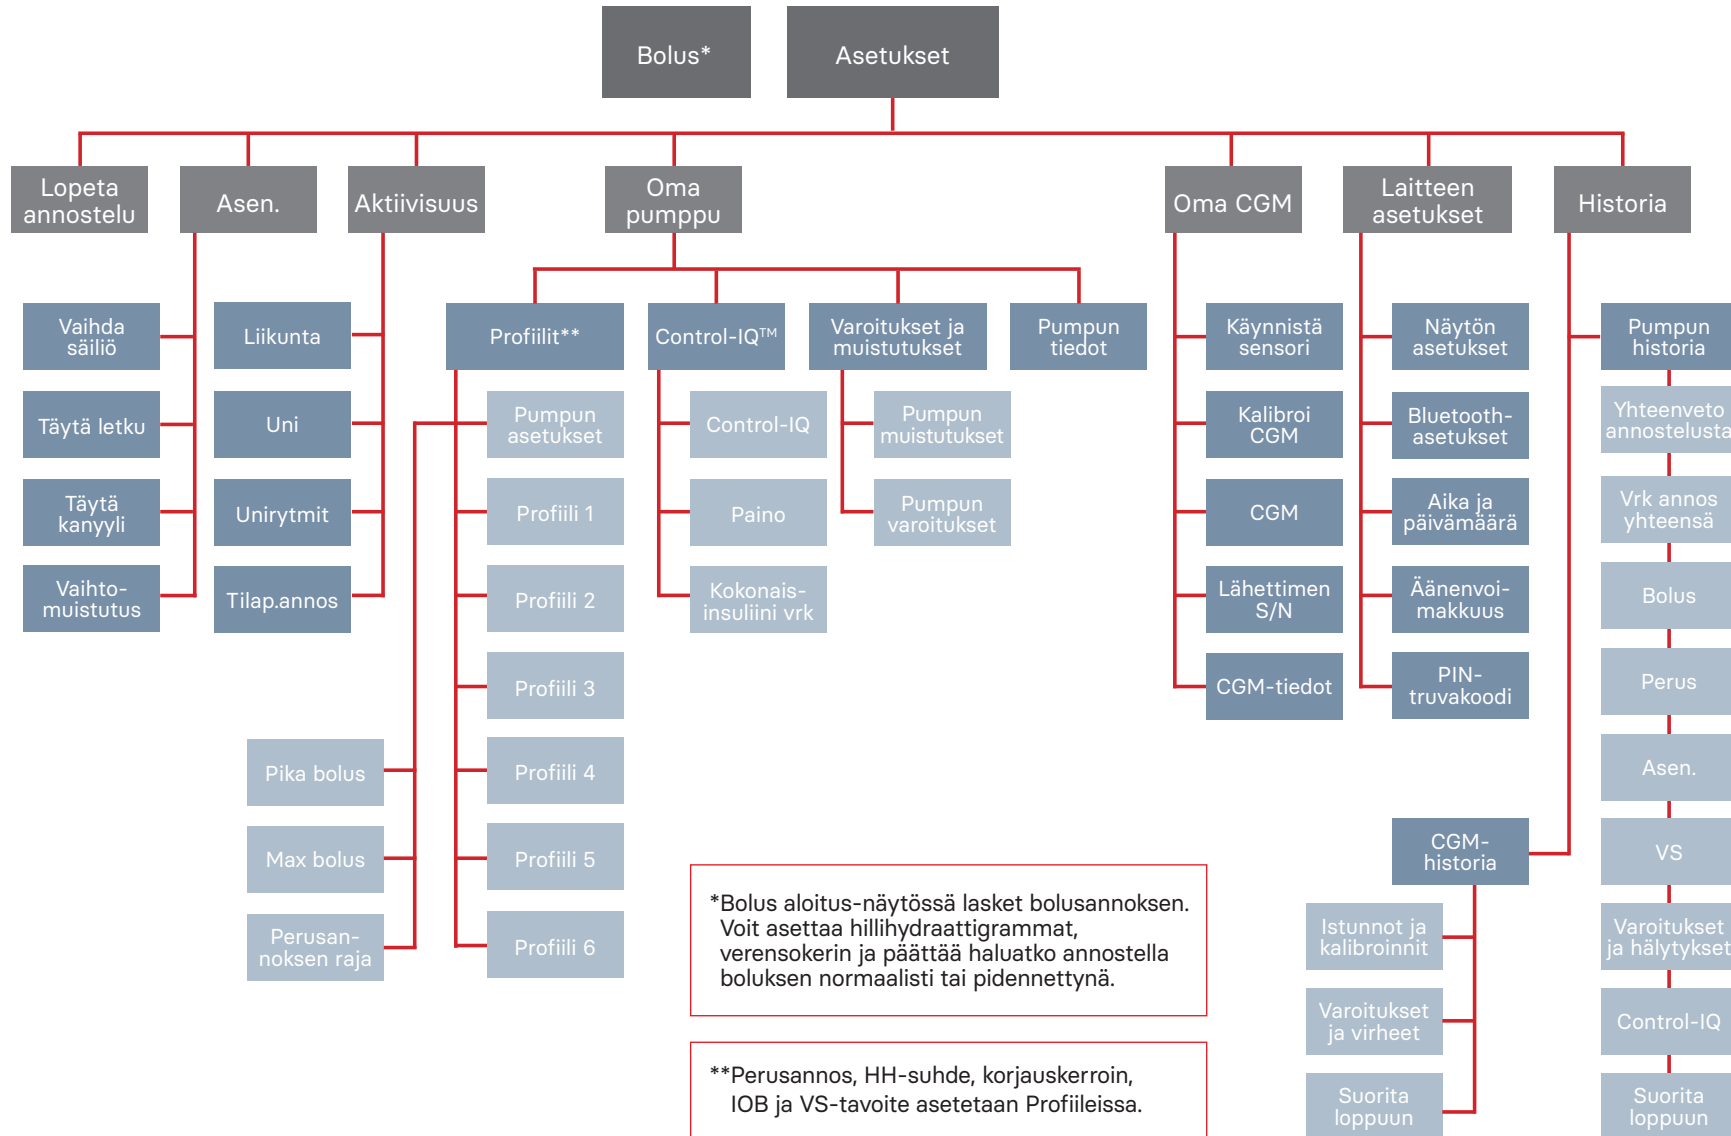 Bolus*
Asetukset
Lopeta
annostelu
Asen.
Aktiivisuus
Oma
pumppu
Oma CGM
Laitteen
asetukset
Historia
Vaihda
säiliö
Täytä letku
Täytä
kanyyli
Vaihto-
muistutus
Liikunta
Uni
Unirytmit
Tilap.annos
Profiilit**
Pumpun
asetukset
Profiili 1
Profiili 2
Profiili 3
Profiili 4
Profiili 5
Profiili 6
Pika bolus
Max bolus
Perusan-
noksen raja
Control-IQ™
Control-IQ
Paino
Kokonais-
insuliini vrk
Varoitukset ja
muistutukset
Pumpun
muistutukset
Pumpun
varoitukset
Pumpun
tiedot
Käynnistä
sensori
Kalibroi
CGM
CGM
Lähettimen
S/N
CGM-tiedot
Näytön
asetukset
Bluetooth-
asetukset
Aika ja
päivämäärä
Äänenvoi-
makkuus
PIN-
truvakoodi
Pumpun
historia
Yhteenveto
annostelusta
Vrk annos
yhteensä
Bolus
Perus
Asen.
VS
Varoitukset
ja hälytykset
Control-IQ
Suorita
loppuun
CGM-
historia
Istunnot ja
kalibroinnit
Varoitukset
ja virheet
Suorita
loppuun
*Bolus aloitus-näytössä lasket bolusannoksen.
Voit asettaa hillihydraattigrammat,
verensokerin ja päättää haluatko annostella
boluksen normaalisti tai pidennettynä.
**Perusannos, HH-suhde, korjauskerroin,
IOB ja VS-tavoite asetetaan Profiileissa.